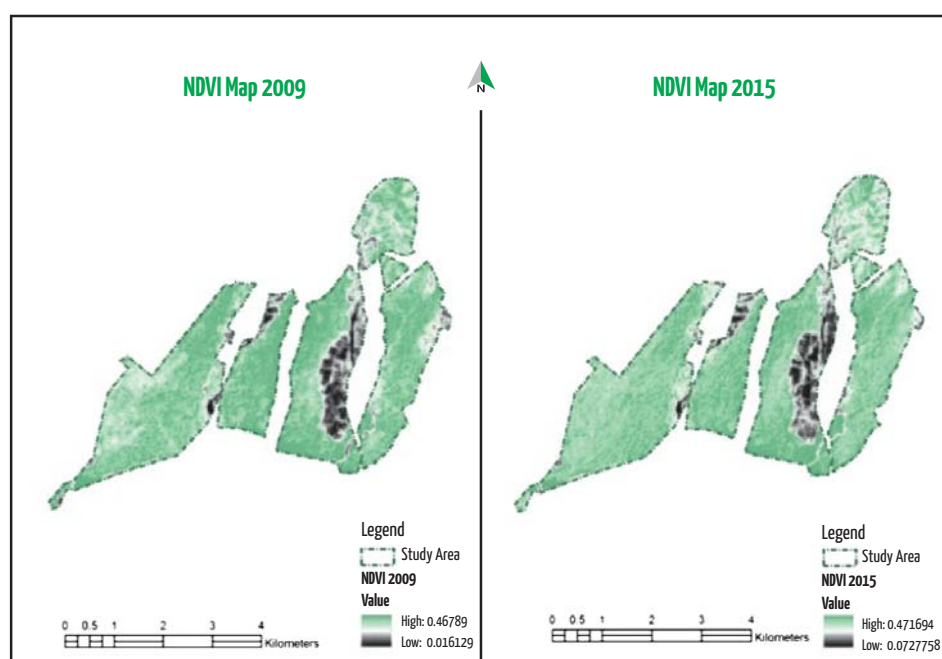 NDVI Map 2009
N
NDVI Map 2015
Legend
Study Area
NDVI 2009
Value
High: 0.46789
Low: 0.016129
0 0.5 1 2 3 4
Kilometers
Legend
Study Area
NDVI 2015
Value
High: 0.471694
Low: 0.0727758
0 0.5 1 2 3 4
Kilometers